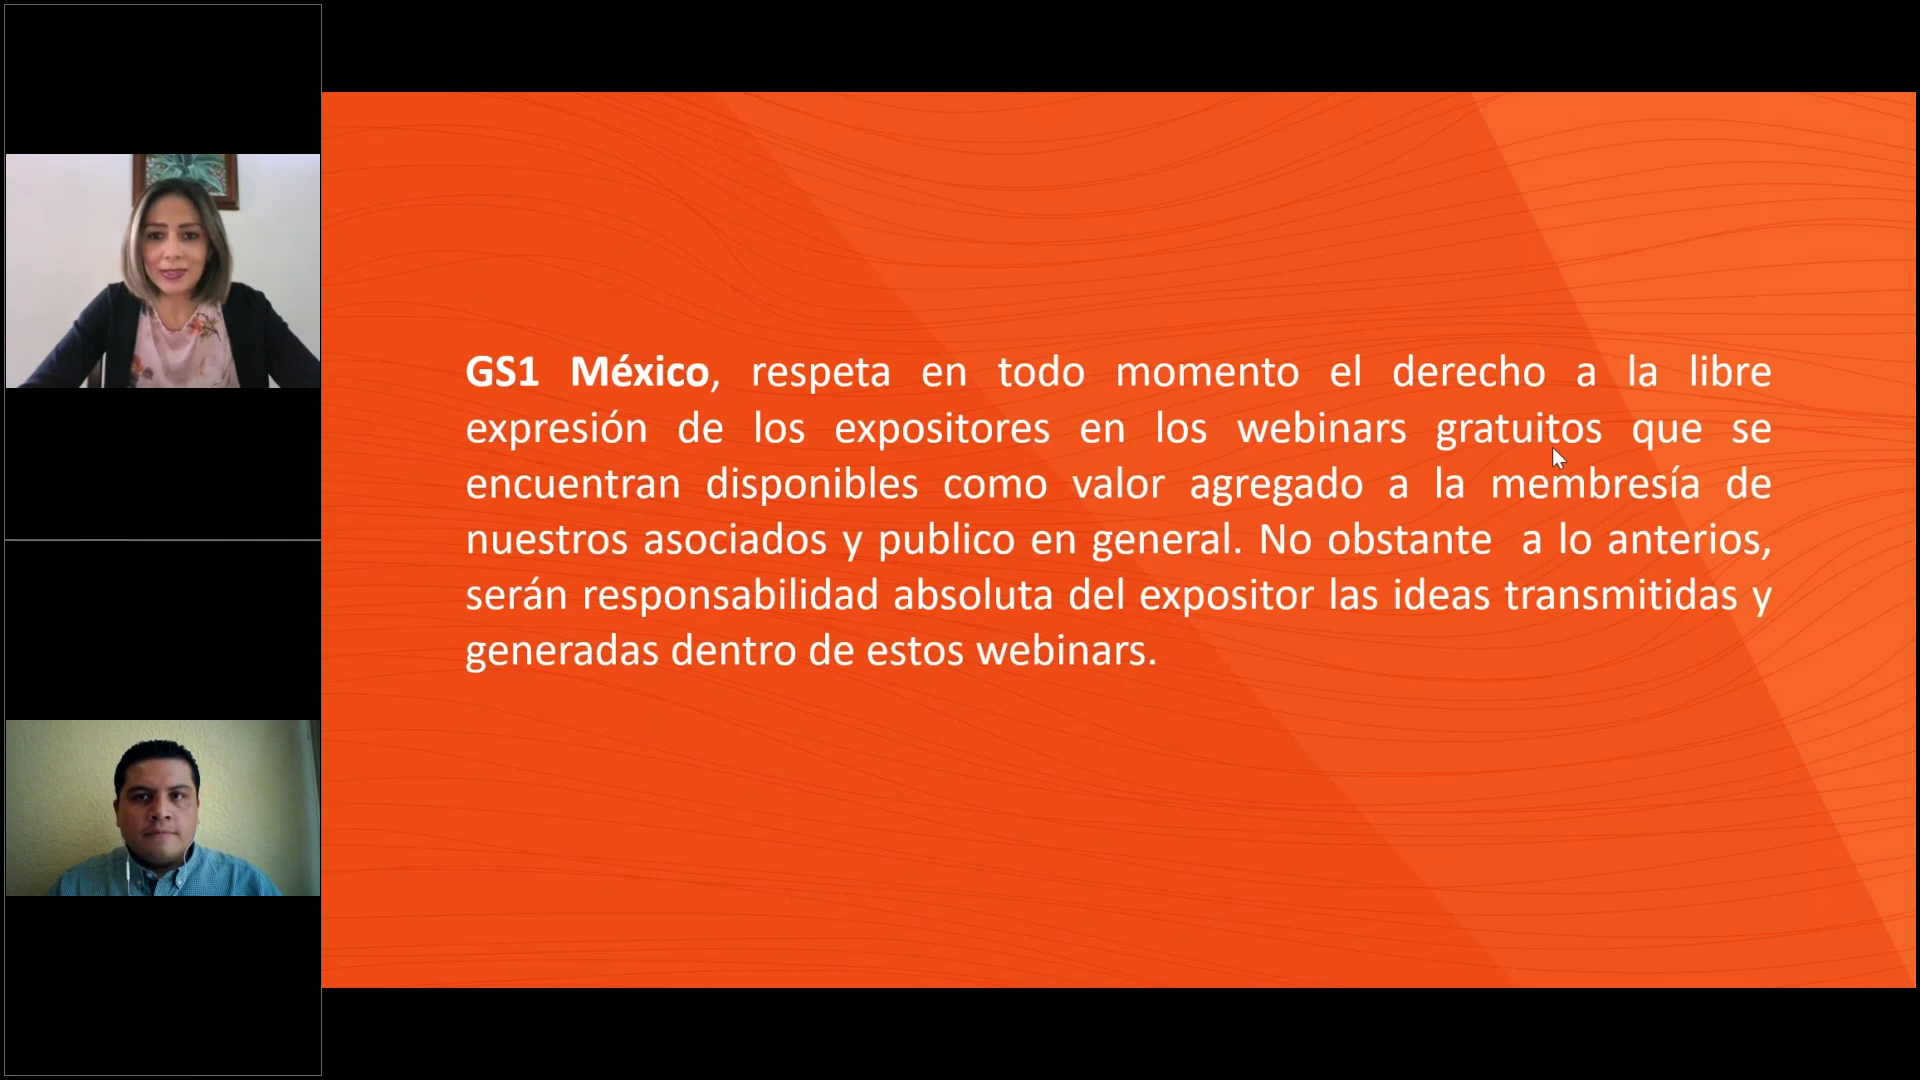 GS1 México, respeta en todo momento el derecho a la libre
expresión de los expositores en los webinars gratuitos que se
encuentran disponibles como valor agregado a la membresía de
nuestros asociados y publico en general. No obstante a lo anterios,
serán responsabilidad absoluta del expositor las ideas transmitidas y
generadas dentro de estos webinars.